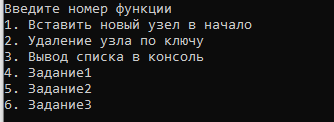 Введите номер функции
1. Вставить новый узел в начало
2. Удаление узла по ключу
3. Вывод списка в консоль
4. Задание1
5. Задание2
6. Задание3